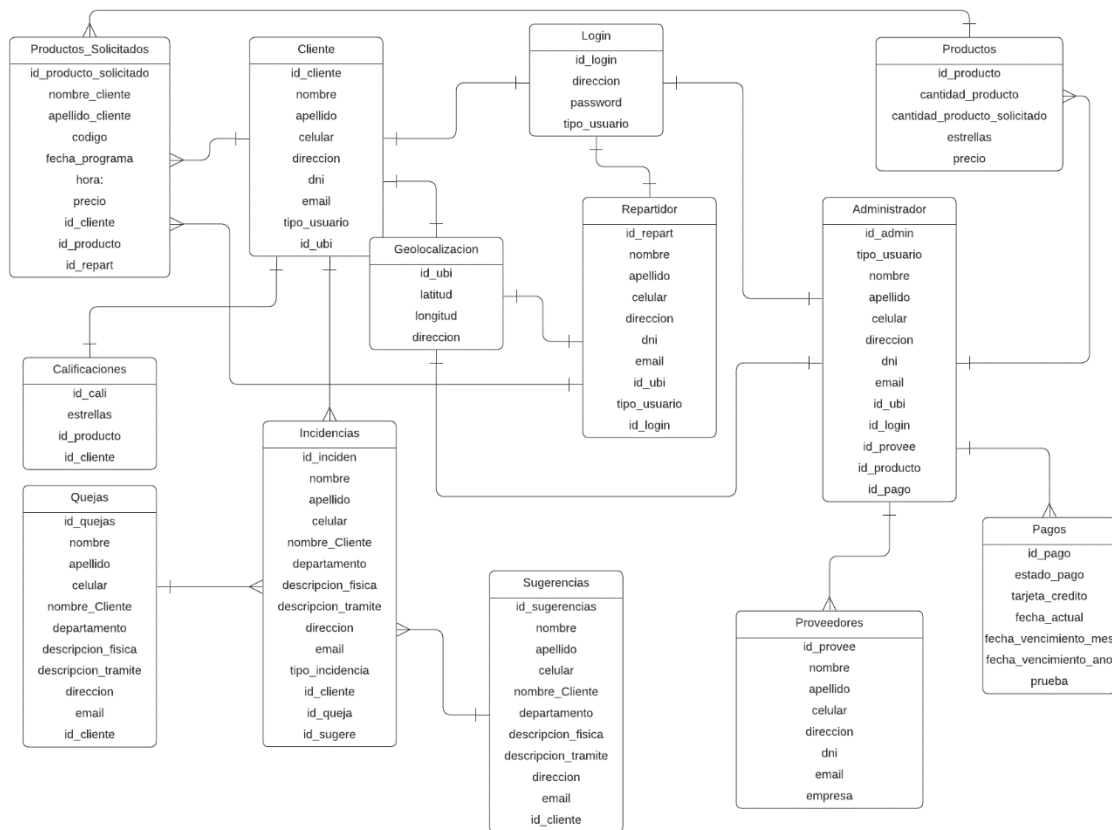 Productos_Solicitados
id_producto_solicitado
nombre_cliente
apellido_cliente
codigo
fecha_programa
hora:
precio
id_cliente
id_producto
id_repart
Cliente
id_cliente
nombre
apellido
celular
direccion
dni
email
tipo_usuario
id_ubi
Login
id_login
direccion
password
tipo_usuario
Productos
id_producto
cantidad_producto
cantidad_producto_solicitado
estrellas
precio
Geolocalizacion
id_ubi
latitud
longitud
direccion
Repartidor
id_repart
nombre
apellido
celular
direccion
dni
email
id_ubi
tipo_usuario
id_login
Administrador
id_admin
tipo_usuario
nombre
apellido
celular
direccion
dni
email
id_ubi
id_login
id_provee
id_producto
id_pago
Calificaciones
id_cali
estrellas
id_producto
id_cliente
Incidencias
id_inciden
nombre
apellido
celular
nombre_Cliente
departamento
descripcion_fisica
descripcion_tramite
direccion
email
tipo_incidencia
id_cliente
id_queja
id_sugere
Quejas
id_quejas
nombre
apellido
celular
nombre_Cliente
departamento
descripcion_fisica
descripcion_tramite
direccion
email
id_cliente
Sugerencias
id_sugerencias
nombre
apellido
celular
nombre_Cliente
departamento
descripcion_fisica
descripcion_tramite
direccion
email
id_cliente
Proveedores
id_provee
nombre
apellido
celular
direccion
dni
email
empresa
Pagos
id_pago
estado_pago
tarjeta_credito
fecha_actual
fecha_vencimiento_mes
fecha_vencimiento_ano
prueba